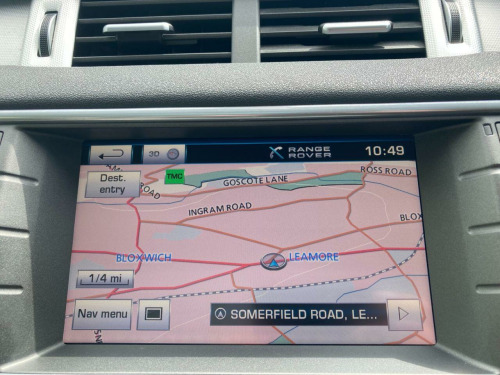 3D
RANGE
ROVER
10:49
TMC
Dest.
entry
ROAD
GOSCOTE LANE
ROSS ROAD
INGRAM ROAD
BLOX
BLOXWICH
LEAMORE
1/4 mi
Nav menu
SOMERFIELD ROAD, LE...